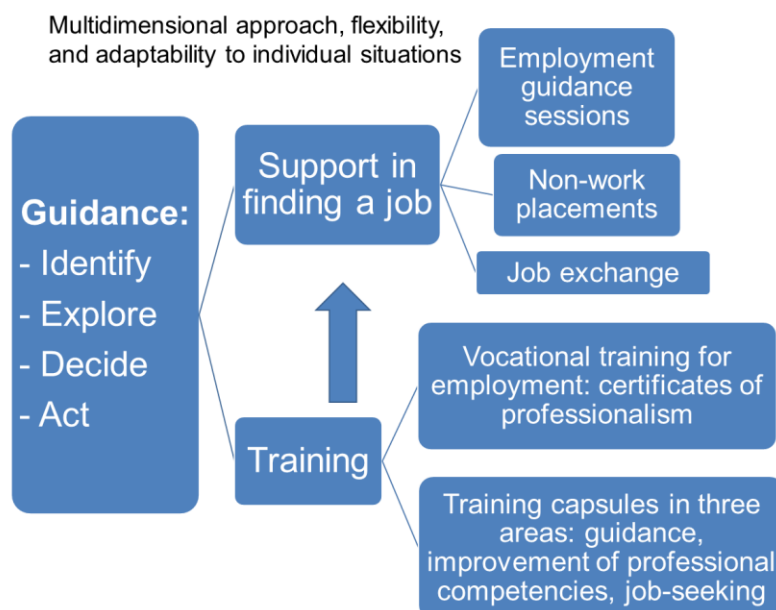 Multidimensional approach, flexibility,
and adaptability to individual situations
Guidance:
- Identify
- Explore
- Decide
- Act
Support in
finding a job
Training
Employment
guidance
sessions
Non-work
placements
Job exchange
Vocational training for
employment: certificates of
professionalism
Training capsules in three
areas: guidance,
improvement of professional
competencies, job-seeking